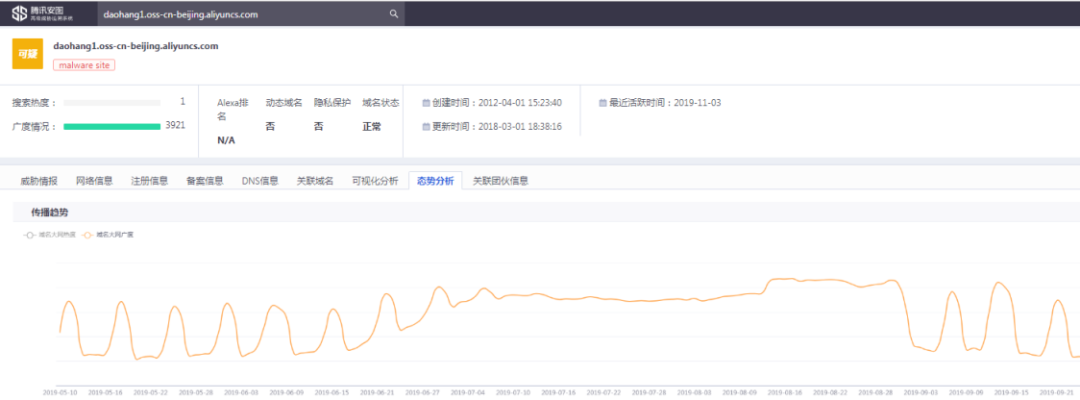 腾讯安图
高级威胁追溯系统
daohang1.oss-cn-beijing.aliyuncs.com
可疑
daohang1.oss-cn-beijing.aliyuncs.com
malware site
搜索热度： 1
广度情况： 3921
Alexa排名 动态域名 隐私保护 域名状态
N/A 否 否 正常
创建时间：2012-04-01 15:23:40
更新时间：2018-03-01 18:38:16
最近活跃时间：2019-11-03
威胁情报 网络信息 注册信息 备案信息 DNS信息 关联域名 可视化分析 态势分析 关联团伙信息
传播趋势
域名大网热度 域名大网广度
2019-05-10 2019-05-16 2019-05-22 2019-05-28 2019-06-03 2019-06-09 2019-06-15 2019-06-21 2019-06-27 2019-07-04 2019-07-10 2019-07-16 2019-07-22 2019-07-28 2019-08-03 2019-08-09 2019-08-16 2019-08-22 2019-08-28 2019-09-03 2019-09-09 2019-09-15 2019-09-21